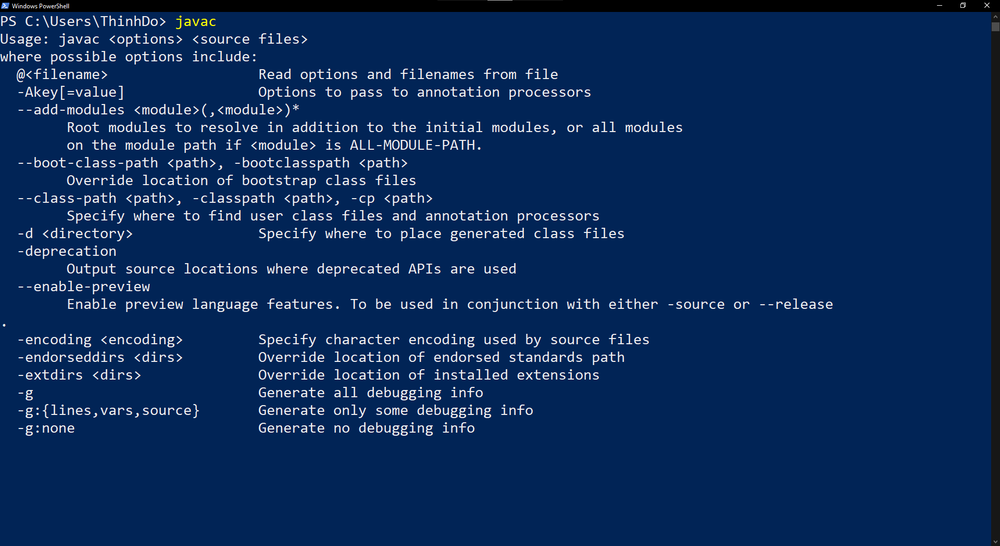 Windows PowerShell
PS C:\Users\ThinhDo> javac
Usage: javac <options> <source files>
where possible options include:
  @<filename>                  Read options and filenames from file
  -Akey[=value]                Options to pass to annotation processors
  --add-modules <module>(,<module>)*
        Root modules to resolve in addition to the initial modules, or all modules
        on the module path if <module> is ALL-MODULE-PATH.
  --boot-class-path <path>, -bootclasspath <path>
        Override location of bootstrap class files
  --class-path <path>, -classpath <path>, -cp <path>
        Specify where to find user class files and annotation processors
  -d <directory>               Specify where to place generated class files
  -deprecation
        Output source locations where deprecated APIs are used
  --enable-preview
        Enable preview language features. To be used in conjunction with either -source or --release
.
  -encoding <encoding>         Specify character encoding used by source files
  -endorseddirs <dirs>         Override location of endorsed standards path
  -extdirs <dirs>              Override location of installed extensions
  -g                           Generate all debugging info
  -g:{lines,vars,source}       Generate only some debugging info
  -g:none                      Generate no debugging info